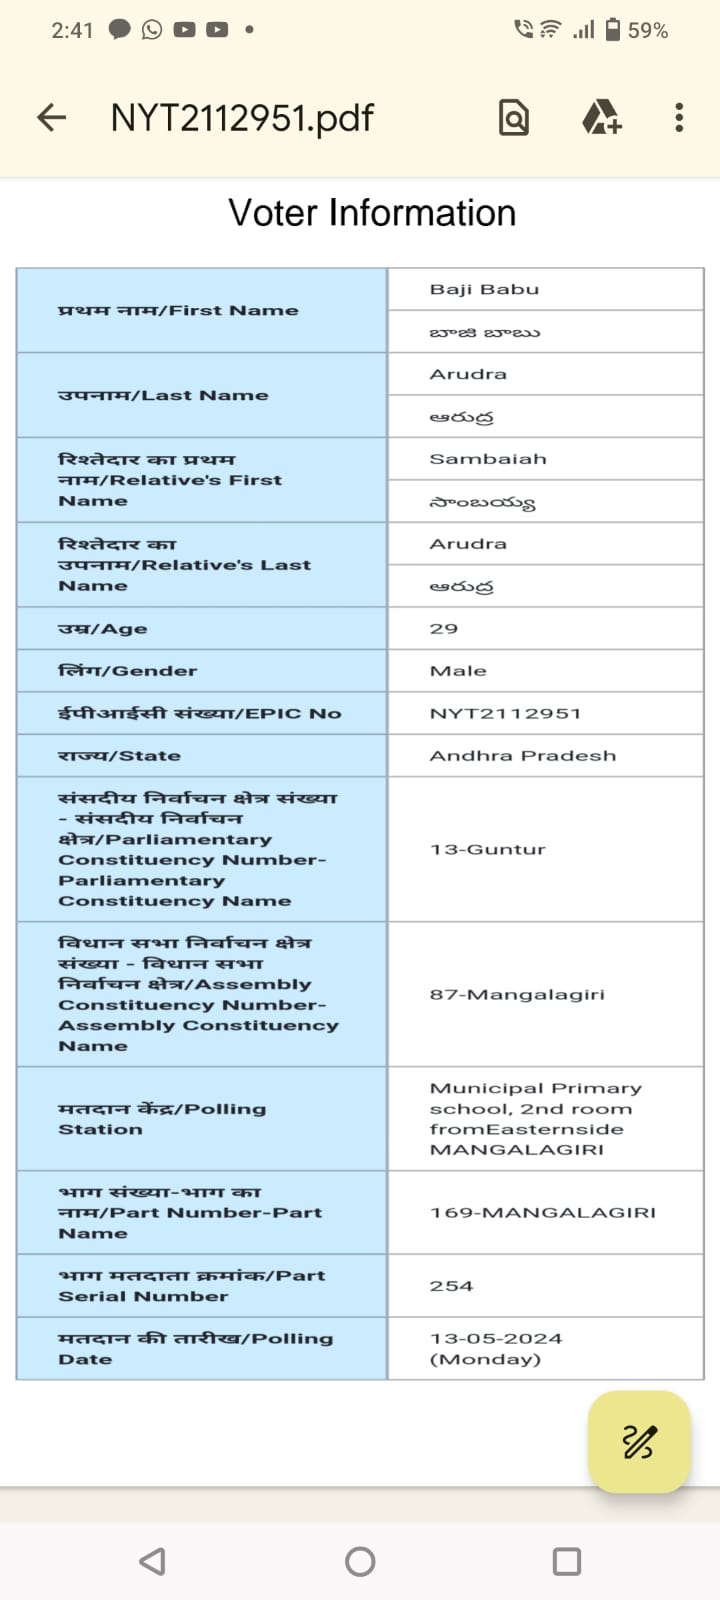 2:41
59%
NYT2112951.pdf
Voter Information
प्रथम नाम/First Name
Baji Babu
బాజి బాబు
उपनाम/Last Name
Arudra
ఆరుద్ర
रिश्तेदार का प्रथम
नाम/Relative's First
Name
Sambaiah
సాంబయ్య
रिश्तेदार का
उपनाम/Relative's Last
Name
Arudra
ఆరుద్ర
उम्र/Age
29
लिंग/Gender
Male
ईपीआईसी संख्या/EPIC No
NYT2112951
राज्य/State
Andhra Pradesh
संसदीय निर्वाचन क्षेत्र संख्या
- संसदीय निर्वाचन
क्षेत्र/Parliamentary
Constituency Number-
Parliamentary
Constituency Name
13-Guntur
विधान सभा निर्वाचन क्षेत्र
संख्या - विधान सभा
निर्वाचन क्षेत्र/Assembly
Constituency Number-
Assembly Constituency
Name
87-Mangalagiri
मतदान केंद्र/Polling
Station
Municipal Primary
school, 2nd room
fromEasternside
MANGALAGIRI
भाग संख्या-भाग का
नाम/Part Number-Part
Name
169-MANGALAGIRI
भाग मतदाता क्रमांक/Part
Serial Number
254
मतदान की तारीख/Polling
Date
13-05-2024
(Monday)